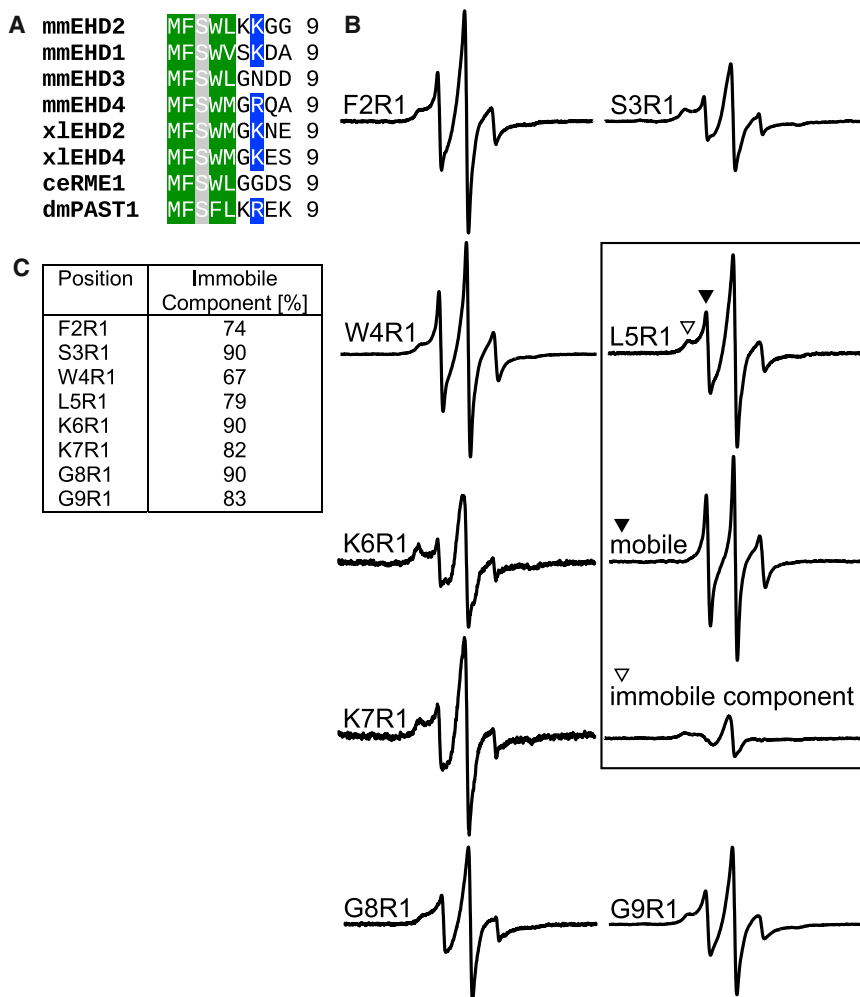 A
mmEHD2 MFSWLKKGG 9
mmEHD1 MFSWVSKDA 9
mmEHD3 MFSWLGNDD 9
mmEHD4 MFSWMGRQA 9
xlEHD2 MFSWMGKNE 9
xlEHD4 MFSWMGKES 9
ceRME1 MFSWLGGDS 9
dmPAST1 MFSFLKREK 9
B
F2R1
S3R1
W4R1
L5R1
K6R1
mobile
K7R1
immobile component
G8R1
G9R1
C
Position Immobile
Component [%]
F2R1 74
S3R1 90
W4R1 67
L5R1 79
K6R1 90
K7R1 82
G8R1 90
G9R1 83